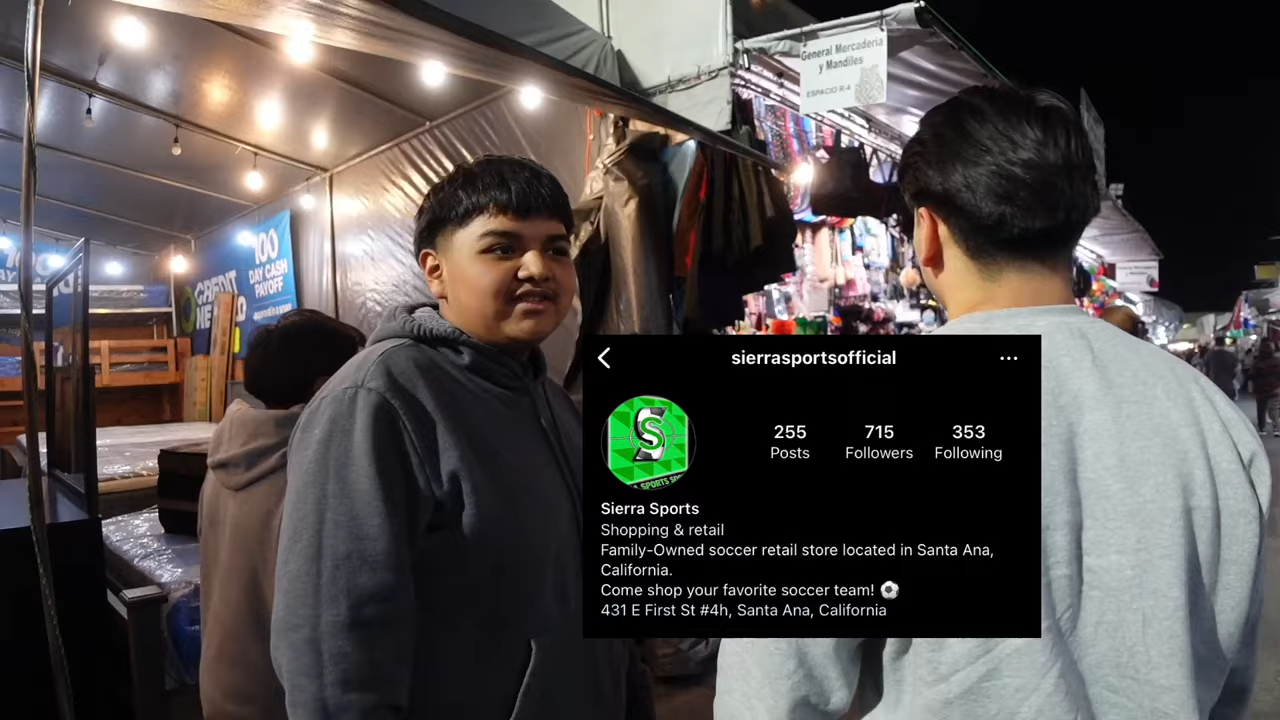 General Mercaderia
y Mandiles
ESPACIO R-4
100
DAY CASH
PAYOFF
CREDIT
sierrasportsofficial
255
715
353
Posts
Followers
Following
S
Sierra Sports
Shopping & retail
Family-Owned soccer retail store located in Santa Ana,
California.
Come shop your favorite soccer team! ⚽
431 E First St #4h, Santa Ana, California